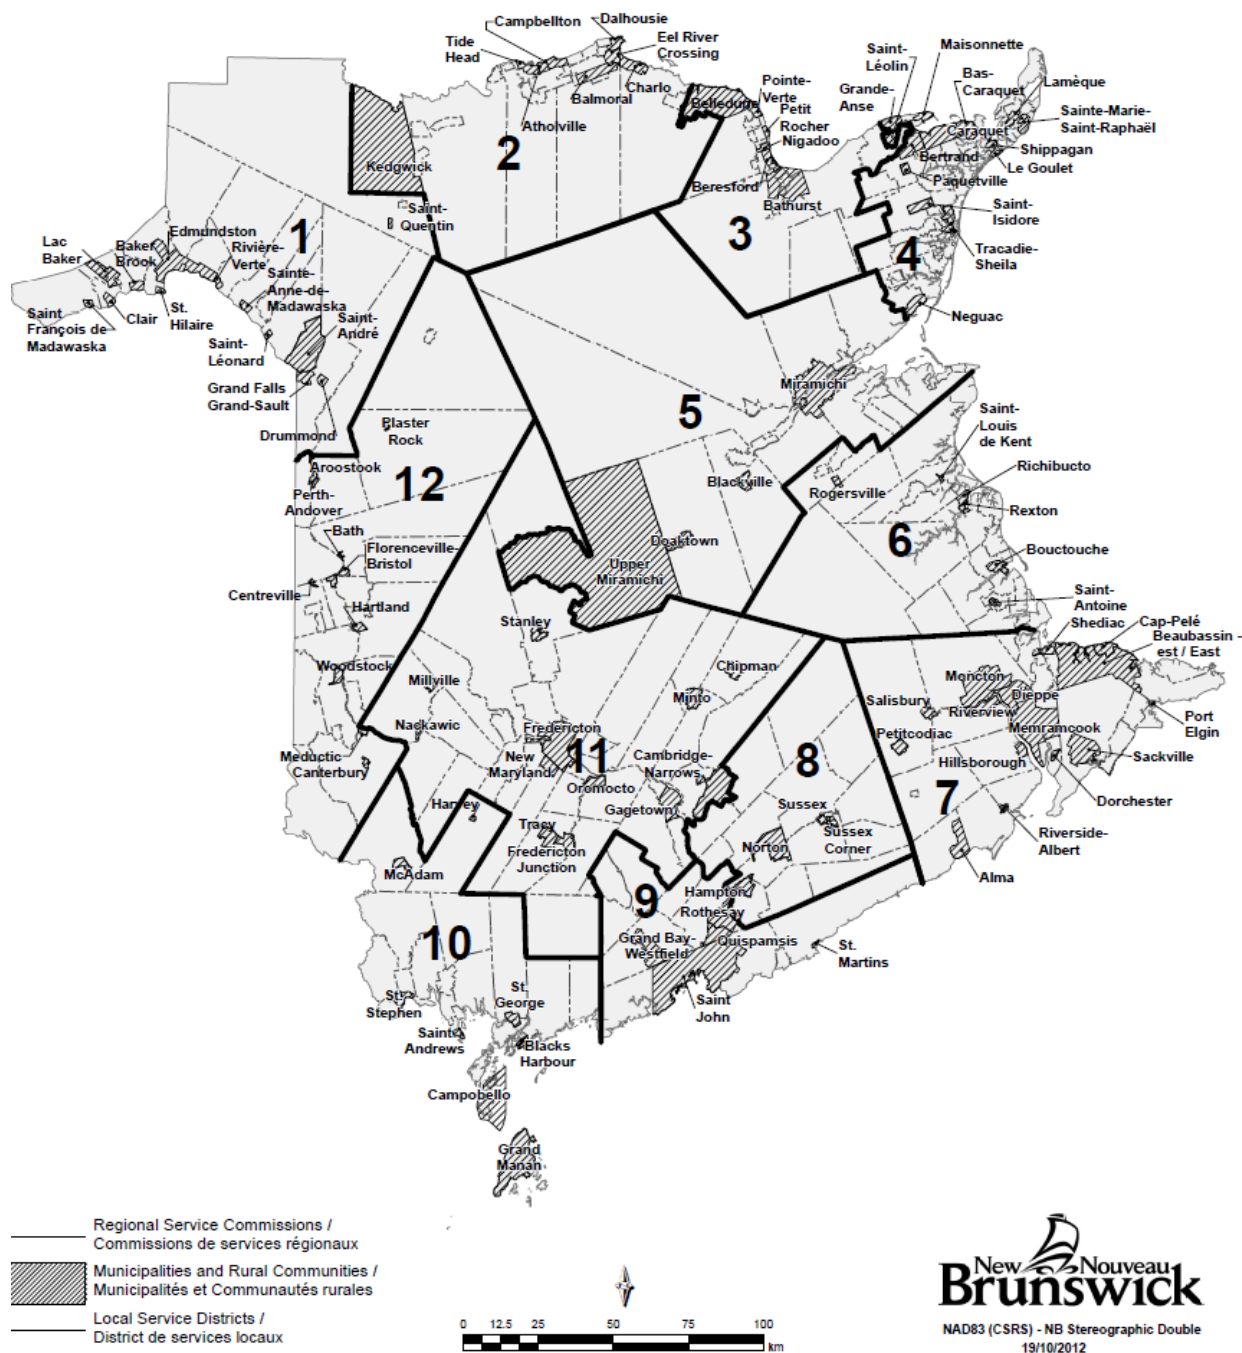 Campbellton
Dalhousie
Tide
Head
Eel River
Crossing
Balmoral
Charlo
Atholville
Belledune
Pointe-
Verte
Petit
Rocher
Nigadoo
Beresford
Bathurst
Saint-
Léolin
Maisonnette
Grande-
Anse
Bas-
Caraquet
Lamèque
Sainte-Marie-
Saint-Raphaël
Caraquet
Shippagan
Bertrand
Le Goulet
Paquetville
Saint-
Isidore
Tracadie-
Sheila
Neguac
Kedgwick
Saint-
Quentin
2
1
3
4
Lac
Baker
Baker
Brook
Edmundston
Rivière-
Verte
Sainte-
Anne-de-
Madawaska
Saint
François de
Madawaska
Clair
St.
Hilaire
Saint-
André
Saint-
Léonard
Grand Falls
Grand-Sault
Drummond
Plaster
Rock
12
Aroostook
Perth-
Andover
Bath
Florenceville-
Bristol
Centreville
Hartland
Woodstock
Meductic
Canterbury
5
Miramichi
Blackville
Doaktown
Upper
Miramichi
Saint-
Louis
de Kent
Richibucto
Rogersville
Rexton
6
Bouctouche
Saint-
Antoine
Shediac
Cap-Pelé
Beaubassin -
est / East
Stanley
Millville
Nackawic
Chipman
Minto
Fredericton
11
New
Maryland
Oromocto
Cambridge-
Narrows
Gagetown
Harvey
Tracy
Fredericton
Junction
McAdam
8
Sussex
Sussex
Corner
Norton
Moncton
Dieppe
Salisbury
Riverview
Memramcook
Petitcodiac
Hillsborough
Port
Elgin
Sackville
Dorchester
7
Riverside-
Albert
Alma
9
Hampton
Rothesay
Grand Bay-
Westfield
Quispamsis
St.
Martins
Saint
John
10
St.
Stephen
St.
George
Saint
Andrews
Blacks
Harbour
Campobello
Grand
Manan
Regional Service Commissions /
Commissions de services régionaux
Municipalities and Rural Communities /
Municipalités et Communautés rurales
Local Service Districts /
District de services locaux
0 12.5 25 50 75 100
km
New Nouveau
Brunswick
NAD83 (CSRS) - NB Stereographic Double
19/10/2012